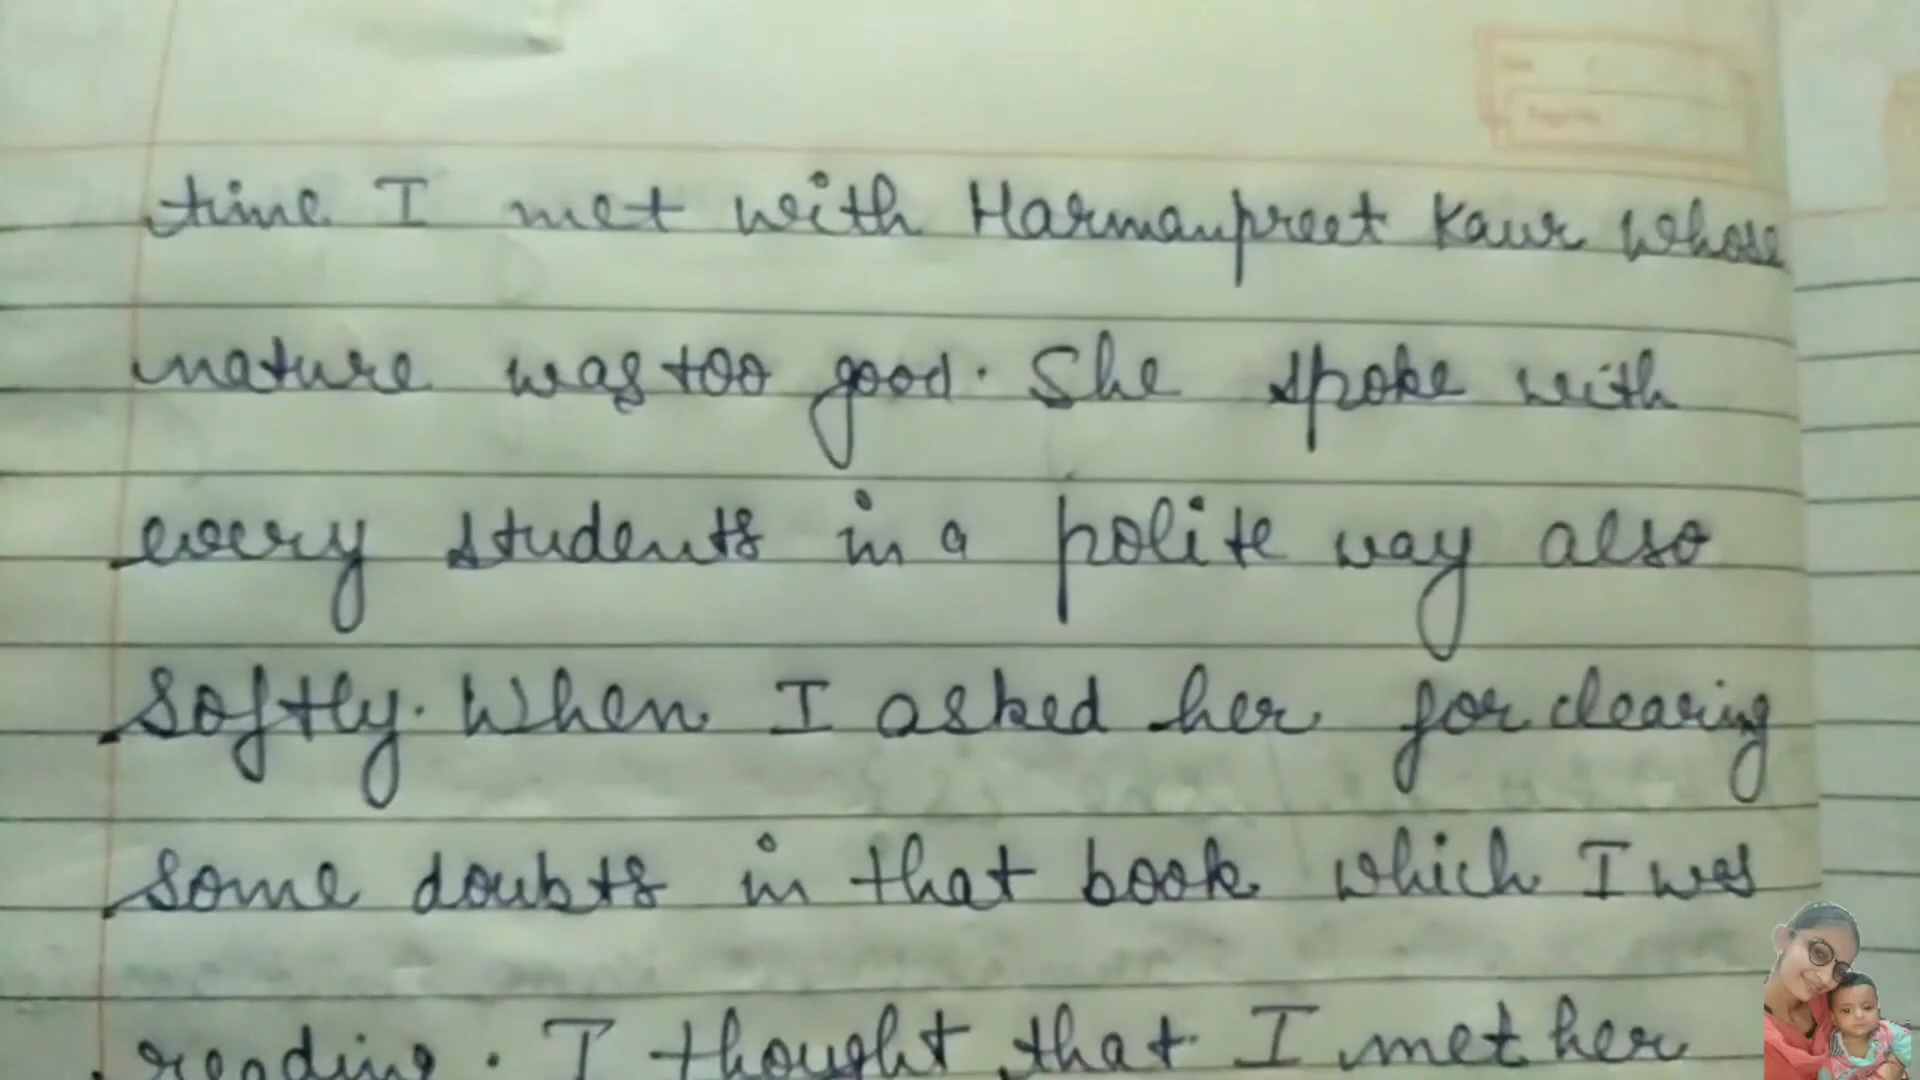 time I met with Harmanpreet Kaur whose
nature was too good. She spoke with
every students in a polite way also
softly. When I asked her for clearing
some doubts in that book which I was
reading. I thought that I met her